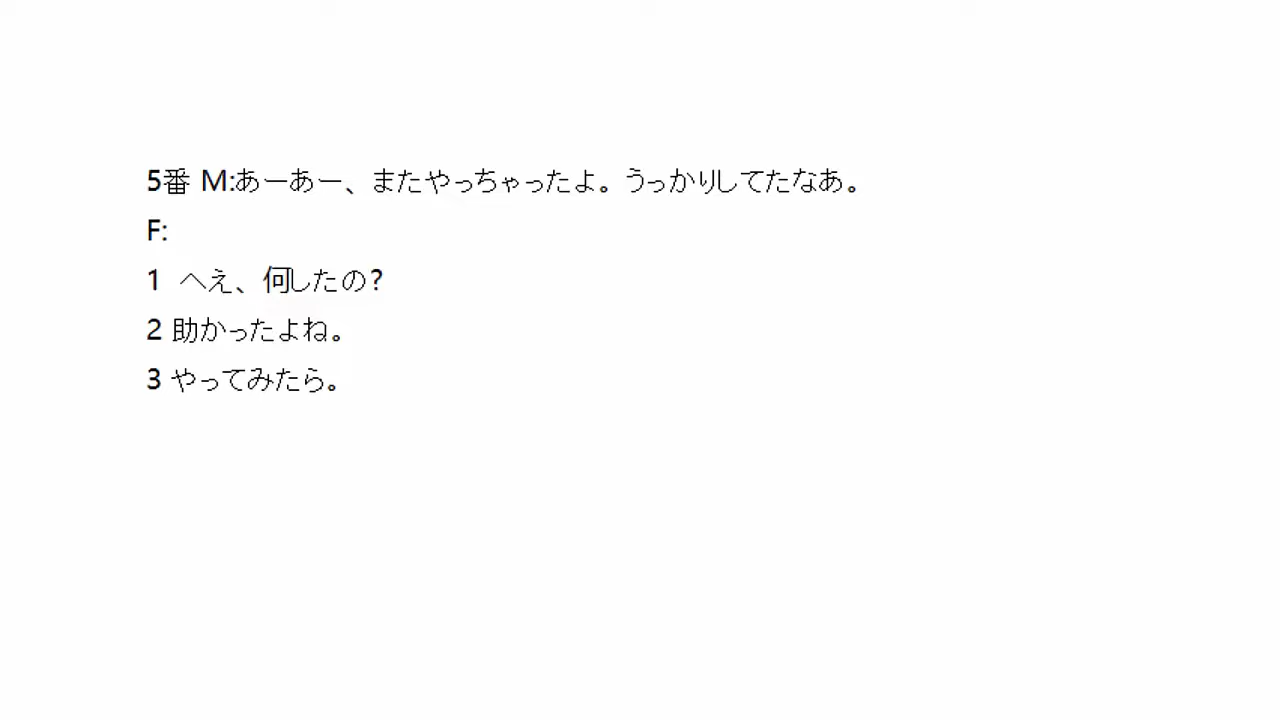 5番 M:あーあー、またやっちゃったよ。うっかりしてたなあ。
F:
1 へえ、何したの?
2 助かったよね。
3 やってみたら。